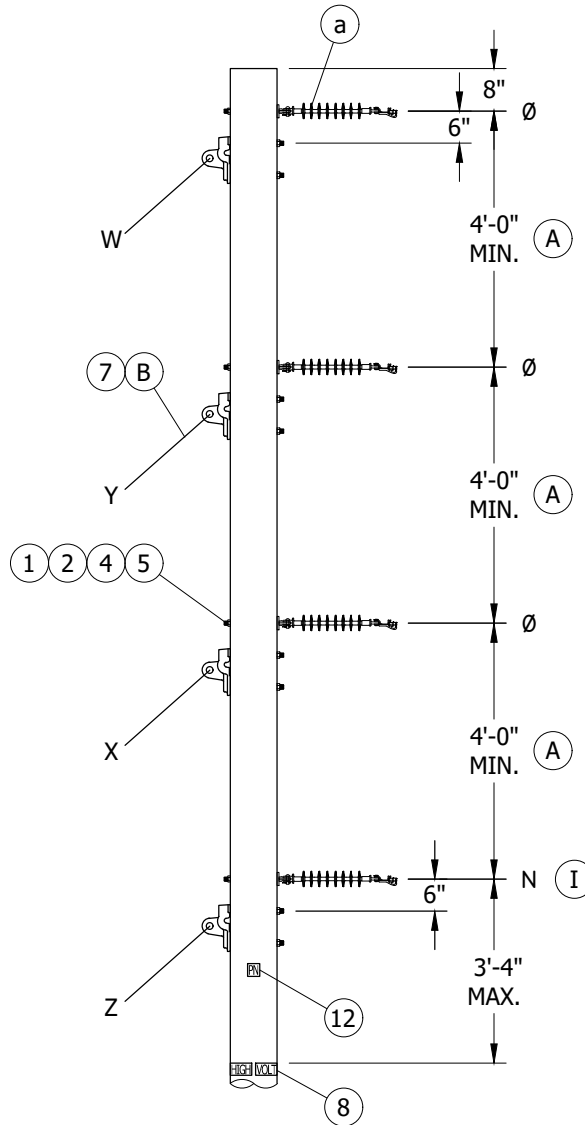 a
8"
Ø
6"
W
4'-0" A
MIN.
7 B
Ø
Y
4'-0" A
MIN.
1 2 4 5
Ø
X
4'-0" A
MIN.
N I
6"
Z
PN
3'-4"
MAX.
12
HIGH VOLT
8